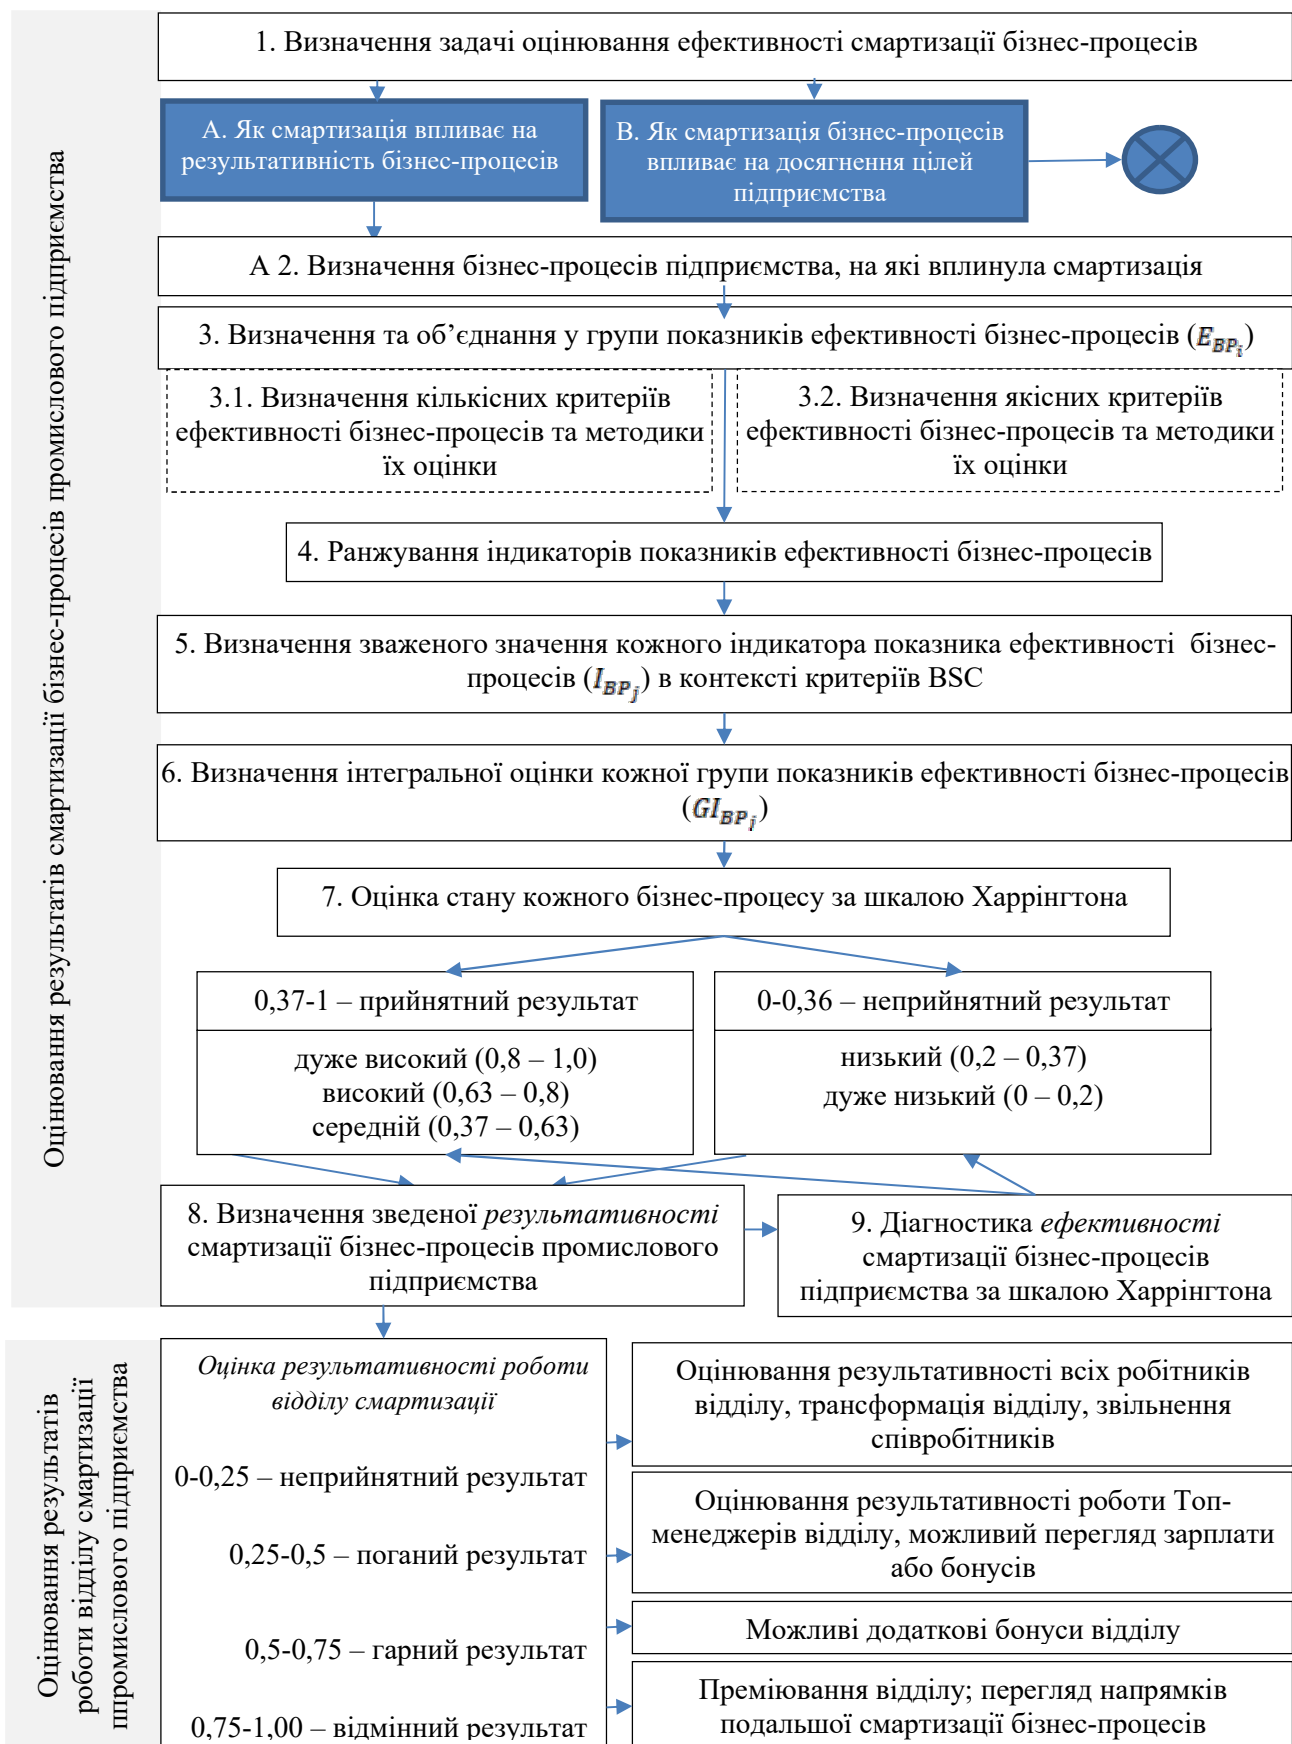 Оцінювання результатів смартизації бізнес-процесів промислового підприємства
1. Визначення задачі оцінювання ефективності смартизації бізнес-процесів
А. Як смартизація впливає на
результативність бізнес-процесів
В. Як смартизація бізнес-процесів
впливає на досягнення цілей
підприємства
А 2. Визначення бізнес-процесів підприємства, на які вплинула смартизація
3. Визначення та об’єднання у групи показників ефективності бізнес-процесів (E_{BP_i})
3.1. Визначення кількісних критеріїв
ефективності бізнес-процесів та методики
їх оцінки
3.2. Визначення якісних критеріїв
ефективності бізнес-процесів та методики
їх оцінки
4. Ранжування індикаторів показників ефективності бізнес-процесів
5. Визначення зваженого значення кожного індикатора показника ефективності бізнес-
процесів (I_{BP_j}) в контексті критеріїв BSC
6. Визначення інтегральної оцінки кожної групи показників ефективності бізнес-процесів
(GI_{BP_j})
7. Оцінка стану кожного бізнес-процесу за шкалою Харрінгтона
0,37-1 – прийнятний результат
дуже високий (0,8 – 1,0)
високий (0,63 – 0,8)
середній (0,37 – 0,63)
0-0,36 – неприйнятний результат
низький (0,2 – 0,37)
дуже низький (0 – 0,2)
8. Визначення зведеної результативності
смартизації бізнес-процесів промислового
підприємства
9. Діагностика ефективності
смартизації бізнес-процесів
підприємства за шкалою Харрінгтона
Оцінювання результатів
роботи відділу смартизації
ппромислового підприємства
Оцінка результативності роботи
відділу смартизації
0-0,25 – неприйнятний результат
0,25-0,5 – поганий результат
0,5-0,75 – гарний результат
0,75-1,00 – відмінний результат
Оцінювання результативності всіх робітників
відділу, трансформація відділу, звільнення
співробітників
Оцінювання результативності роботи Топ-
менеджерів відділу, можливий перегляд зарплати
або бонусів
Можливі додаткові бонуси відділу
Преміювання відділу; перегляд напрямків
подальшої смартизації бізнес-процесів